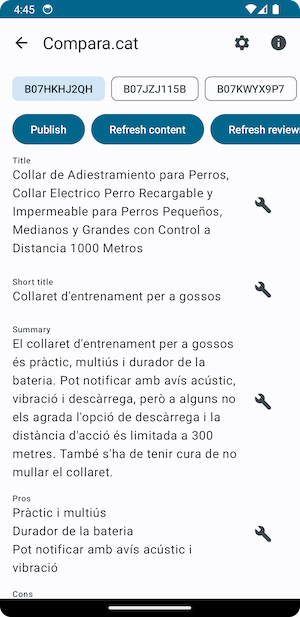 4:45
Compara.cat
B07HKHJ2QH
B07JZJ115B
B07KWYX9P7
Publish
Refresh content
Refresh reviews
Title
Collar de Adiestramiento para Perros,
Collar Electrico Perro Recargable y
Impermeable para Perros Pequeños,
Medianos y Grandes con Control a
Distancia 1000 Metros
Short title
Collaret d'entrenament per a gossos
Summary
El collaret d'entrenament per a gossos
és pràctic, multiús i durador de la
bateria. Pot notificar amb avís acústic,
vibració i descàrrega, però a alguns no
els agrada l'opció de descàrrega i la
distància d'acció és limitada a 300
metres. També s'ha de tenir cura de no
mullar el collaret.
Pros
Pràctic i multiús
Durador de la bateria
Pot notificar amb avís acústic i
vibració
Cons